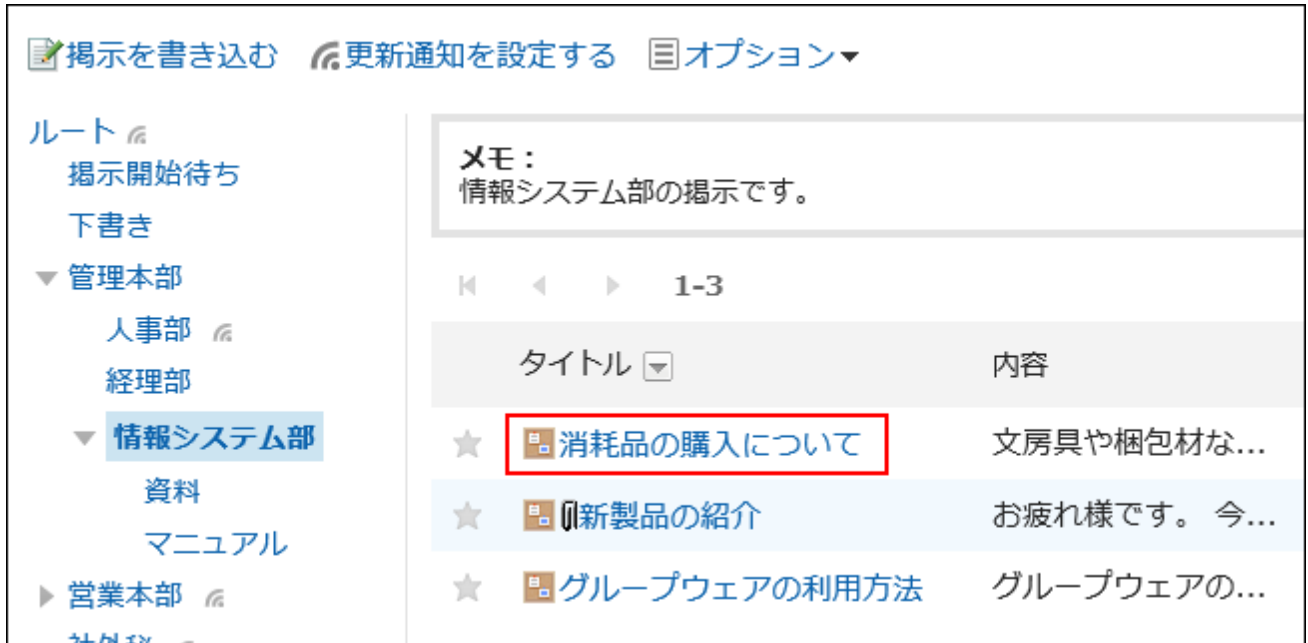 掲示を書き込む 更新通知を設定する オプション
ルート
掲示開始待ち
下書き
管理本部
人事部
経理部
情報システム部
資料
マニュアル
営業本部
メモ：
情報システム部の掲示です。
1-3
タイトル 内容
消耗品の購入について 文房具や梱包材な...
新製品の紹介 お疲れ様です。 今...
グループウェアの利用方法 グループウェアの...